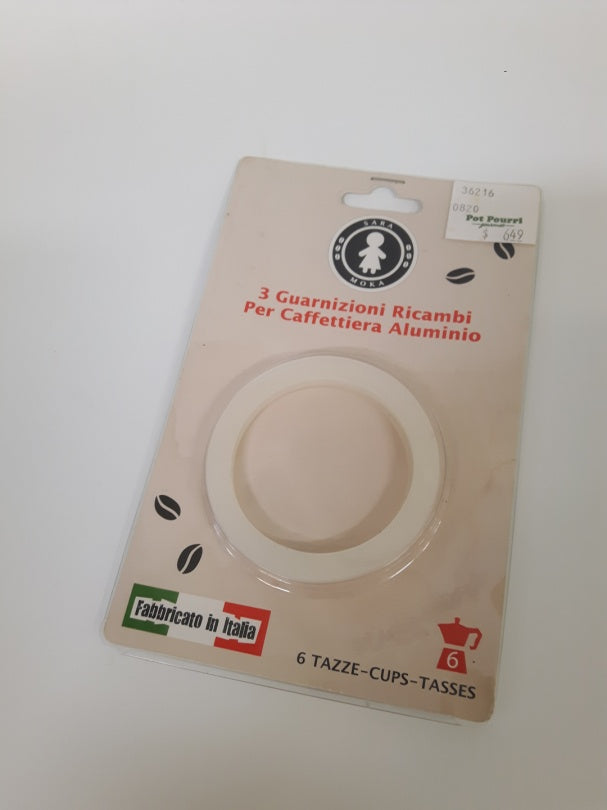 36216
0820
Pot Pourri
$ 649
SARA
MOKA
3 Guarnizioni Ricambi
Per Caffettiera Aluminio
Fabbricato in Italia
6
6 TAZZE-CUPS-TASSES